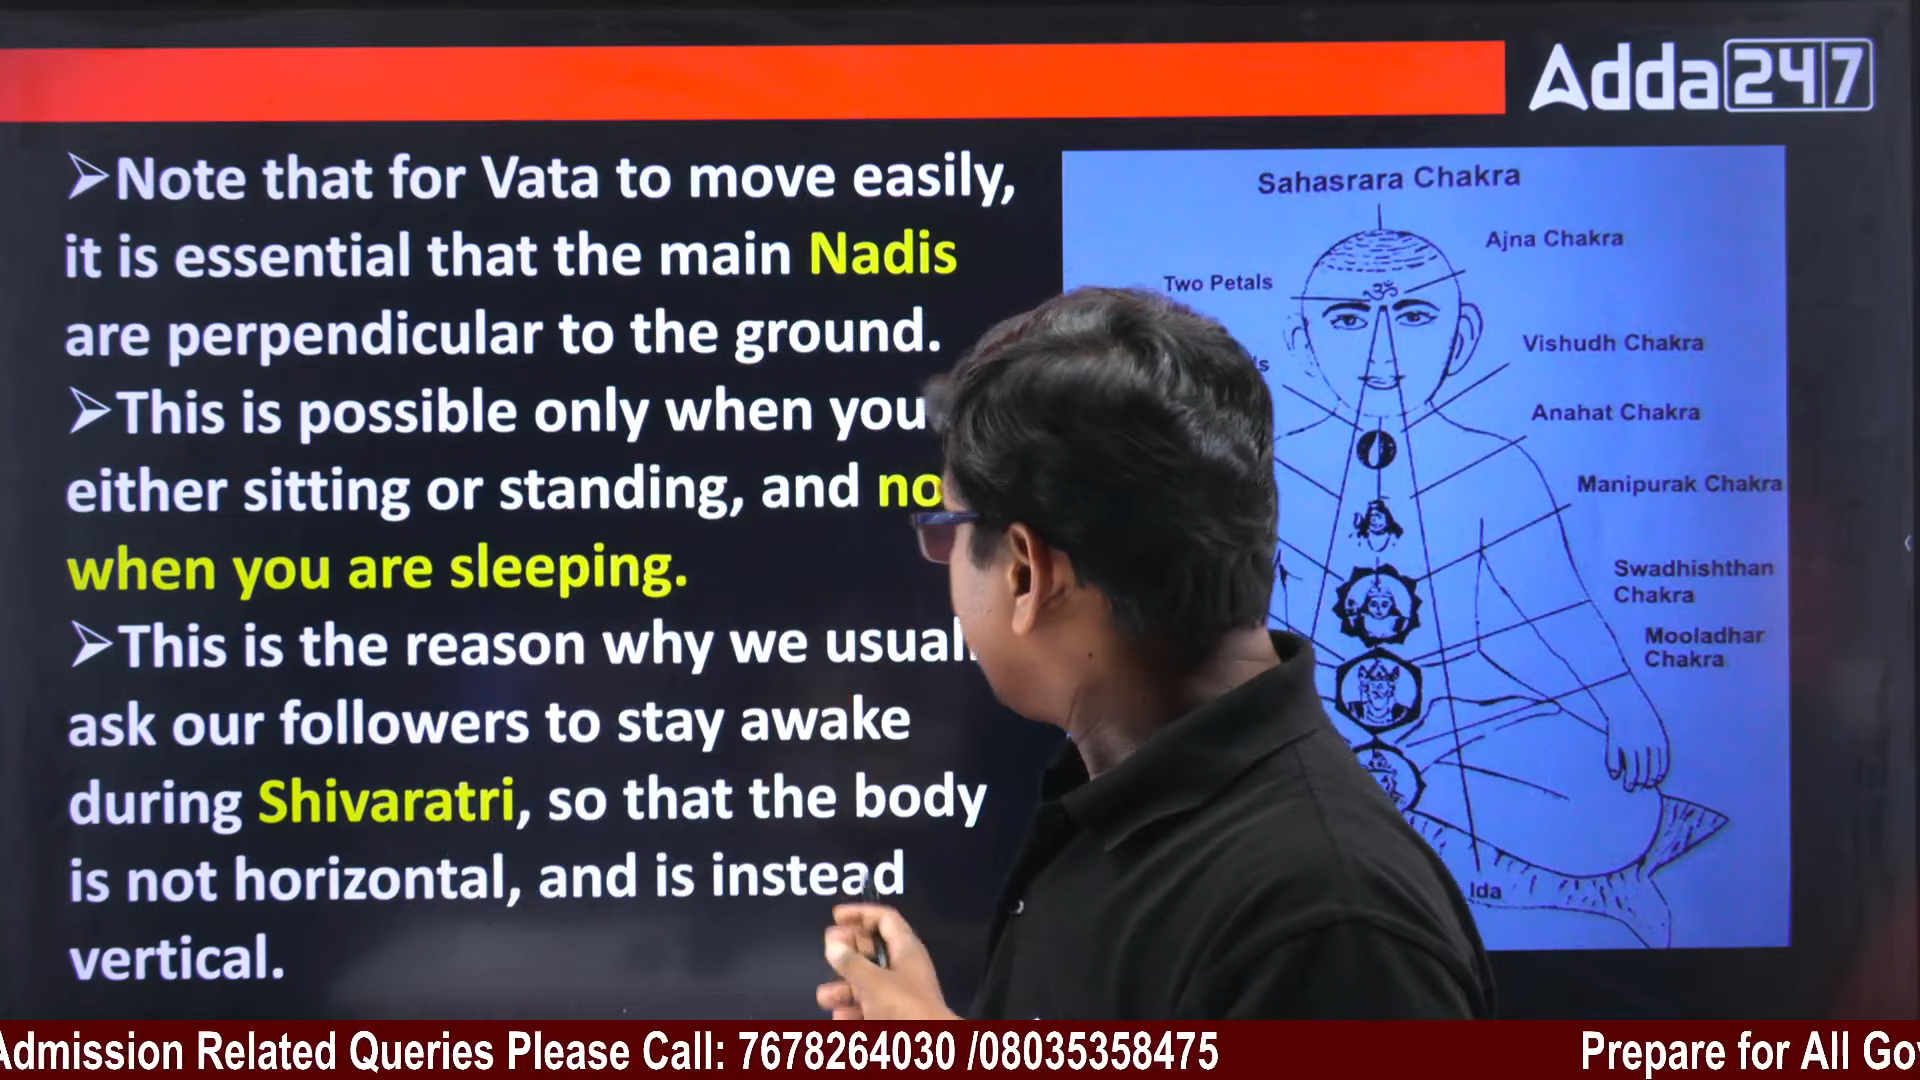 Adda247
➢Note that for Vata to move easily,
it is essential that the main Nadis
are perpendicular to the ground.
➢This is possible only when you
either sitting or standing, and
when you are sleeping.
➢This is the reason why we
ask our followers to stay awake
during Shivaratri, so that the body
is not horizontal, and is instead
vertical.
Sahasrara Chakra
Ajna Chakra
Two Petals
Vishudh Chakra
Anahat Chakra
Manipurak Chakra
Swadhishthan
Chakra
Mooladhar
Chakra
Ida
ॐ
Admission Related Queries Please Call: 7678264030 /08035358475
Prepare for All